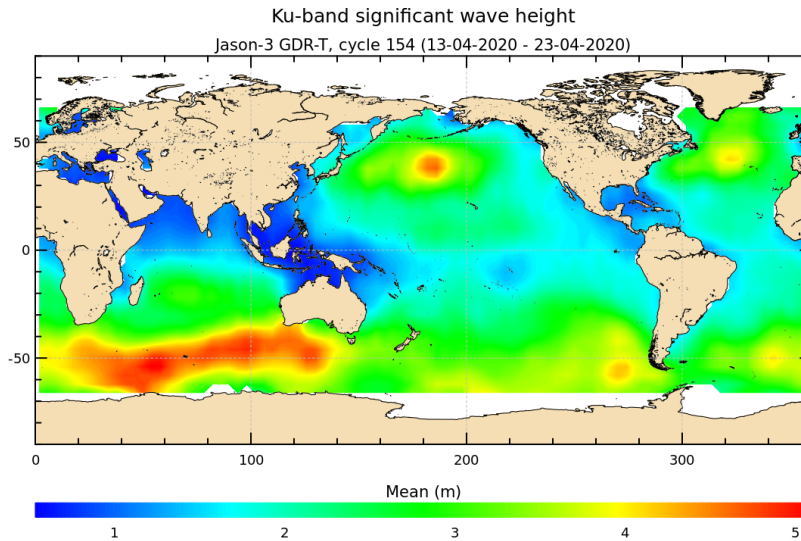 Ku-band significant wave height
Jason-3 GDR-T, cycle 154 (13-04-2020 - 23-04-2020)
50
0
-50
0 100 200 300
Mean (m)
1 2 3 4 5